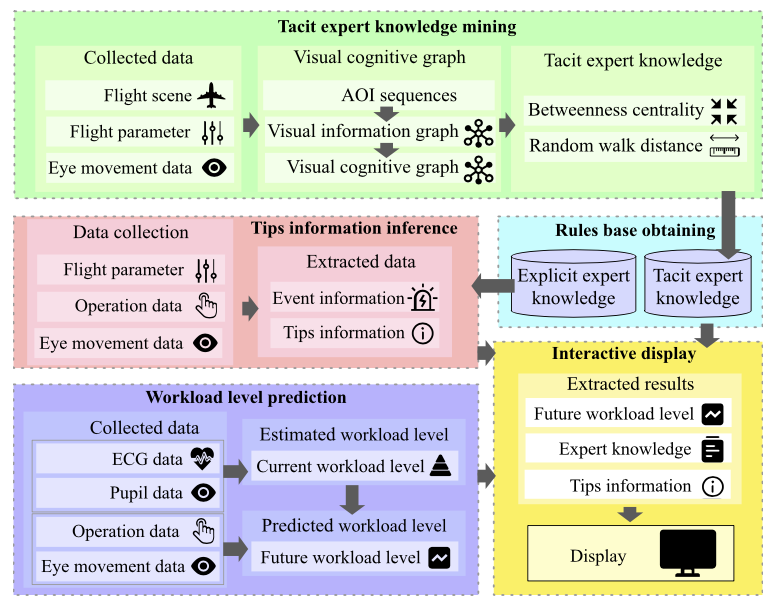 Tacit expert knowledge mining
Collected data
Flight scene
Flight parameter
Eye movement data
Visual cognitive graph
AOI sequences
Visual information graph
Visual cognitive graph
Tacit expert knowledge
Betweenness centrality
Random walk distance
Tips information inference
Data collection
Flight parameter
Operation data
Eye movement data
Extracted data
Event information
Tips information
Rules base obtaining
Explicit expert
knowledge
Tacit expert
knowledge
Workload level prediction
Collected data
ECG data
Pupil data
Operation data
Eye movement data
Estimated workload level
Current workload level
Predicted workload level
Future workload level
Interactive display
Extracted results
Future workload level
Expert knowledge
Tips information
Display